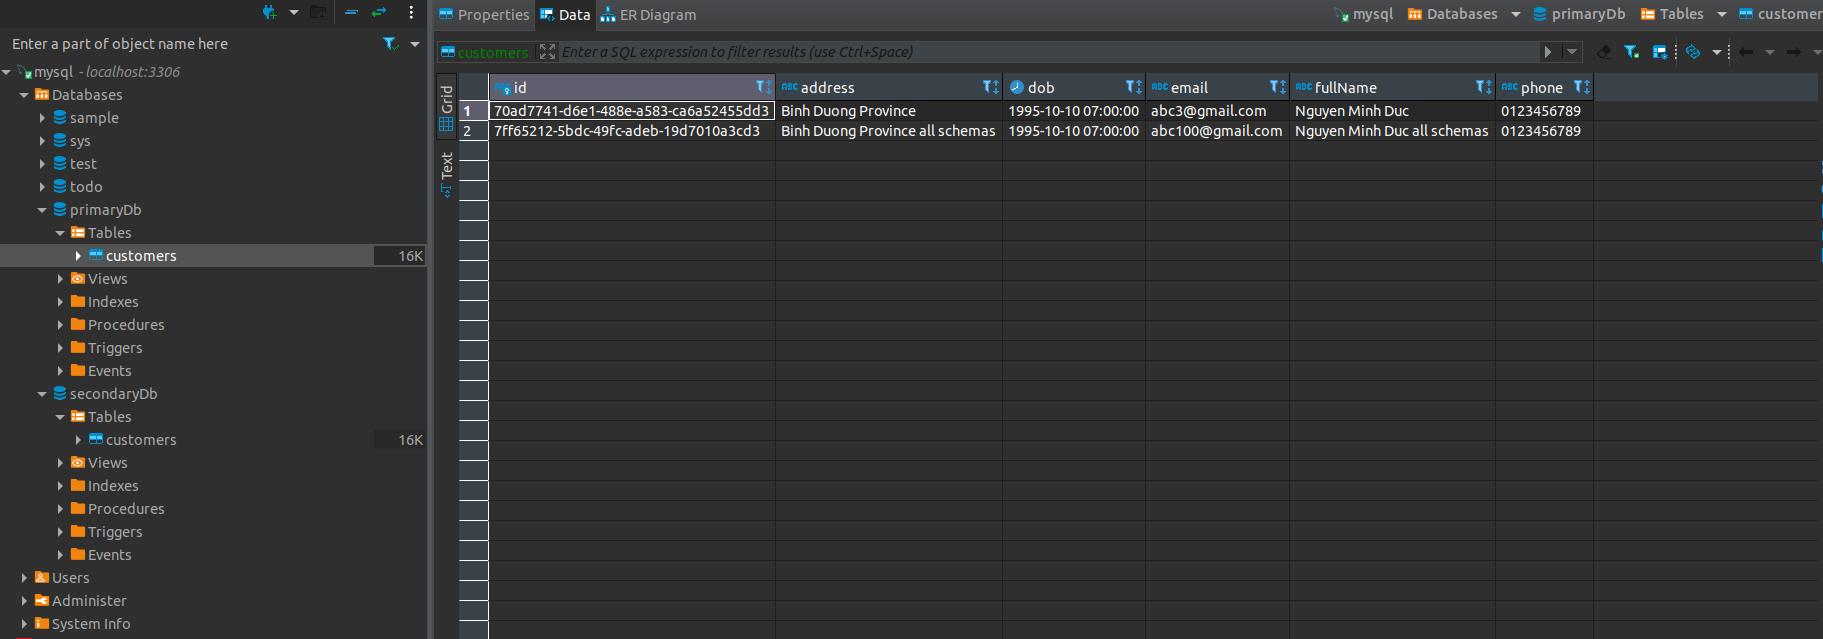 Properties Data ER Diagram mysql Databases primaryDb Tables customer
Enter a part of object name here
customers Enter a SQL expression to filter results (use Ctrl+Space)
mysql - localhost:3306
Databases
sample
sys
test
todo
primaryDb
Tables
customers 16K
Views
Indexes
Procedures
Triggers
Events
secondaryDb
Tables
customers 16K
Views
Indexes
Procedures
Triggers
Events
Users
Administer
System Info
Grid
Text
id ABC address dob ABC email ABC fullName ABC phone
1 70ad7741-d6e1-488e-a583-ca6a52455dd3 Binh Duong Province 1995-10-10 07:00:00 abc3@gmail.com Nguyen Minh Duc 0123456789
2 7ff65212-5bdc-49fc-adeb-19d7010a3cd3 Binh Duong Province all schemas 1995-10-10 07:00:00 abc100@gmail.com Nguyen Minh Duc all schemas 0123456789